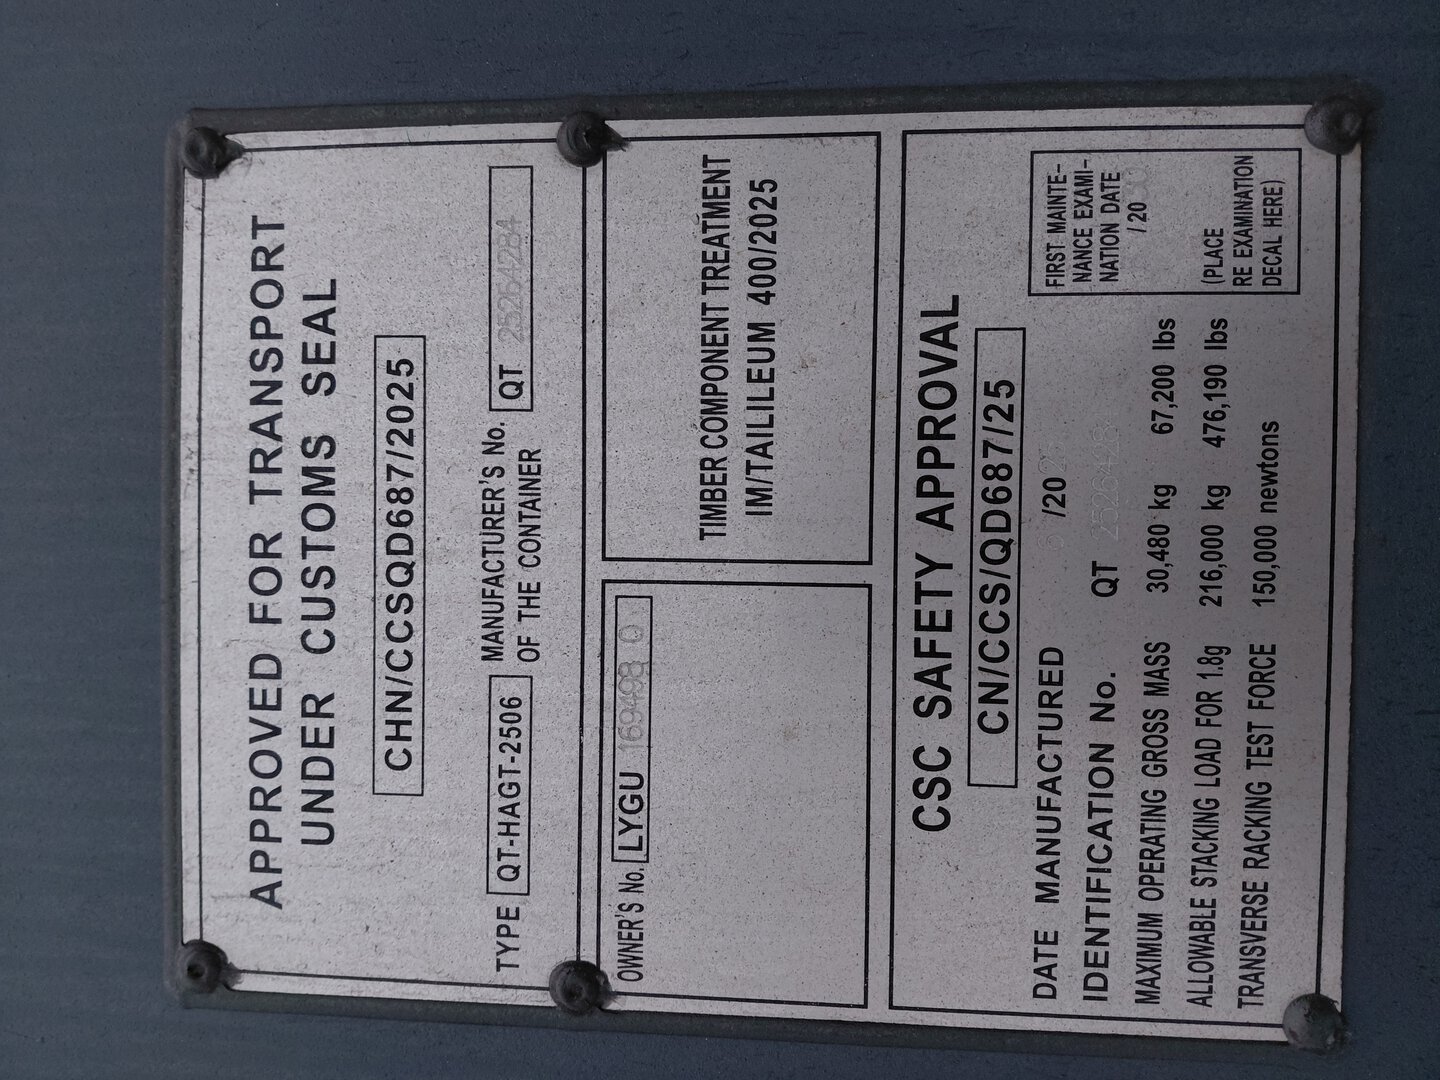 APPROVED FOR TRANSPORT
UNDER CUSTOMS SEAL
CHN/CCSQD687/2025
TYPE QT-HAGT-2506 MANUFACTURER'S No. QT 25264284
OF THE CONTAINER
OWNER'S No. LYGU 169498 0
TIMBER COMPONENT TREATMENT
IM/TAILILEUM 400/2025
CSC SAFETY APPROVAL
CN/CCS/QD687/25
DATE MANUFACTURED /20
IDENTIFICATION No. QT
MAXIMUM OPERATING GROSS MASS 30,480 kg 67,200 lbs
ALLOWABLE STACKING LOAD FOR 1.8g 216,000 kg 476,190 lbs
TRANSVERSE RACKING TEST FORCE 150,000 newtons
FIRST MAINTE-
NANCE EXAMI-
NATION DATE
/ 20
(PLACE
RE EXAMINATION
DECAL HERE)